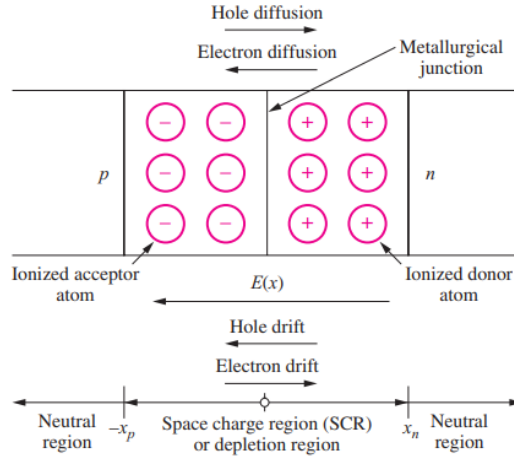 Hole diffusion
Electron diffusion
Metallurgical
junction
− − + +
p − − + + n
− − + +
Ionized acceptor
atom
E(x)
Ionized donor
atom
Hole drift
Electron drift
Neutral
region
−xp
Space charge region (SCR)
or depletion region
xn
Neutral
region